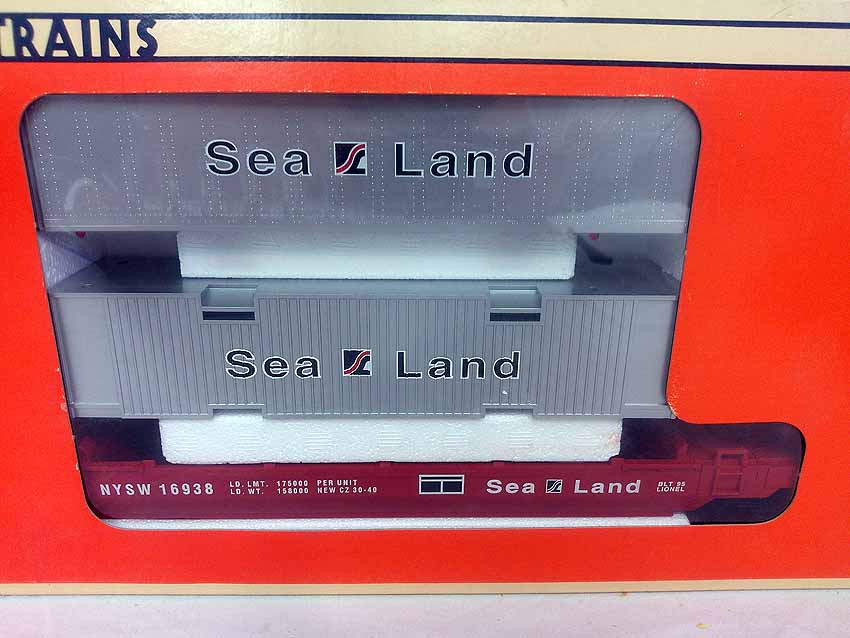 TRAINS
Sea Land
Sea Land
NYSW 16938
LD. LMT. 175000 PER UNIT
LD. WT. 158000 NEW CZ 30-40
Sea Land
BLT 95
LIONEL